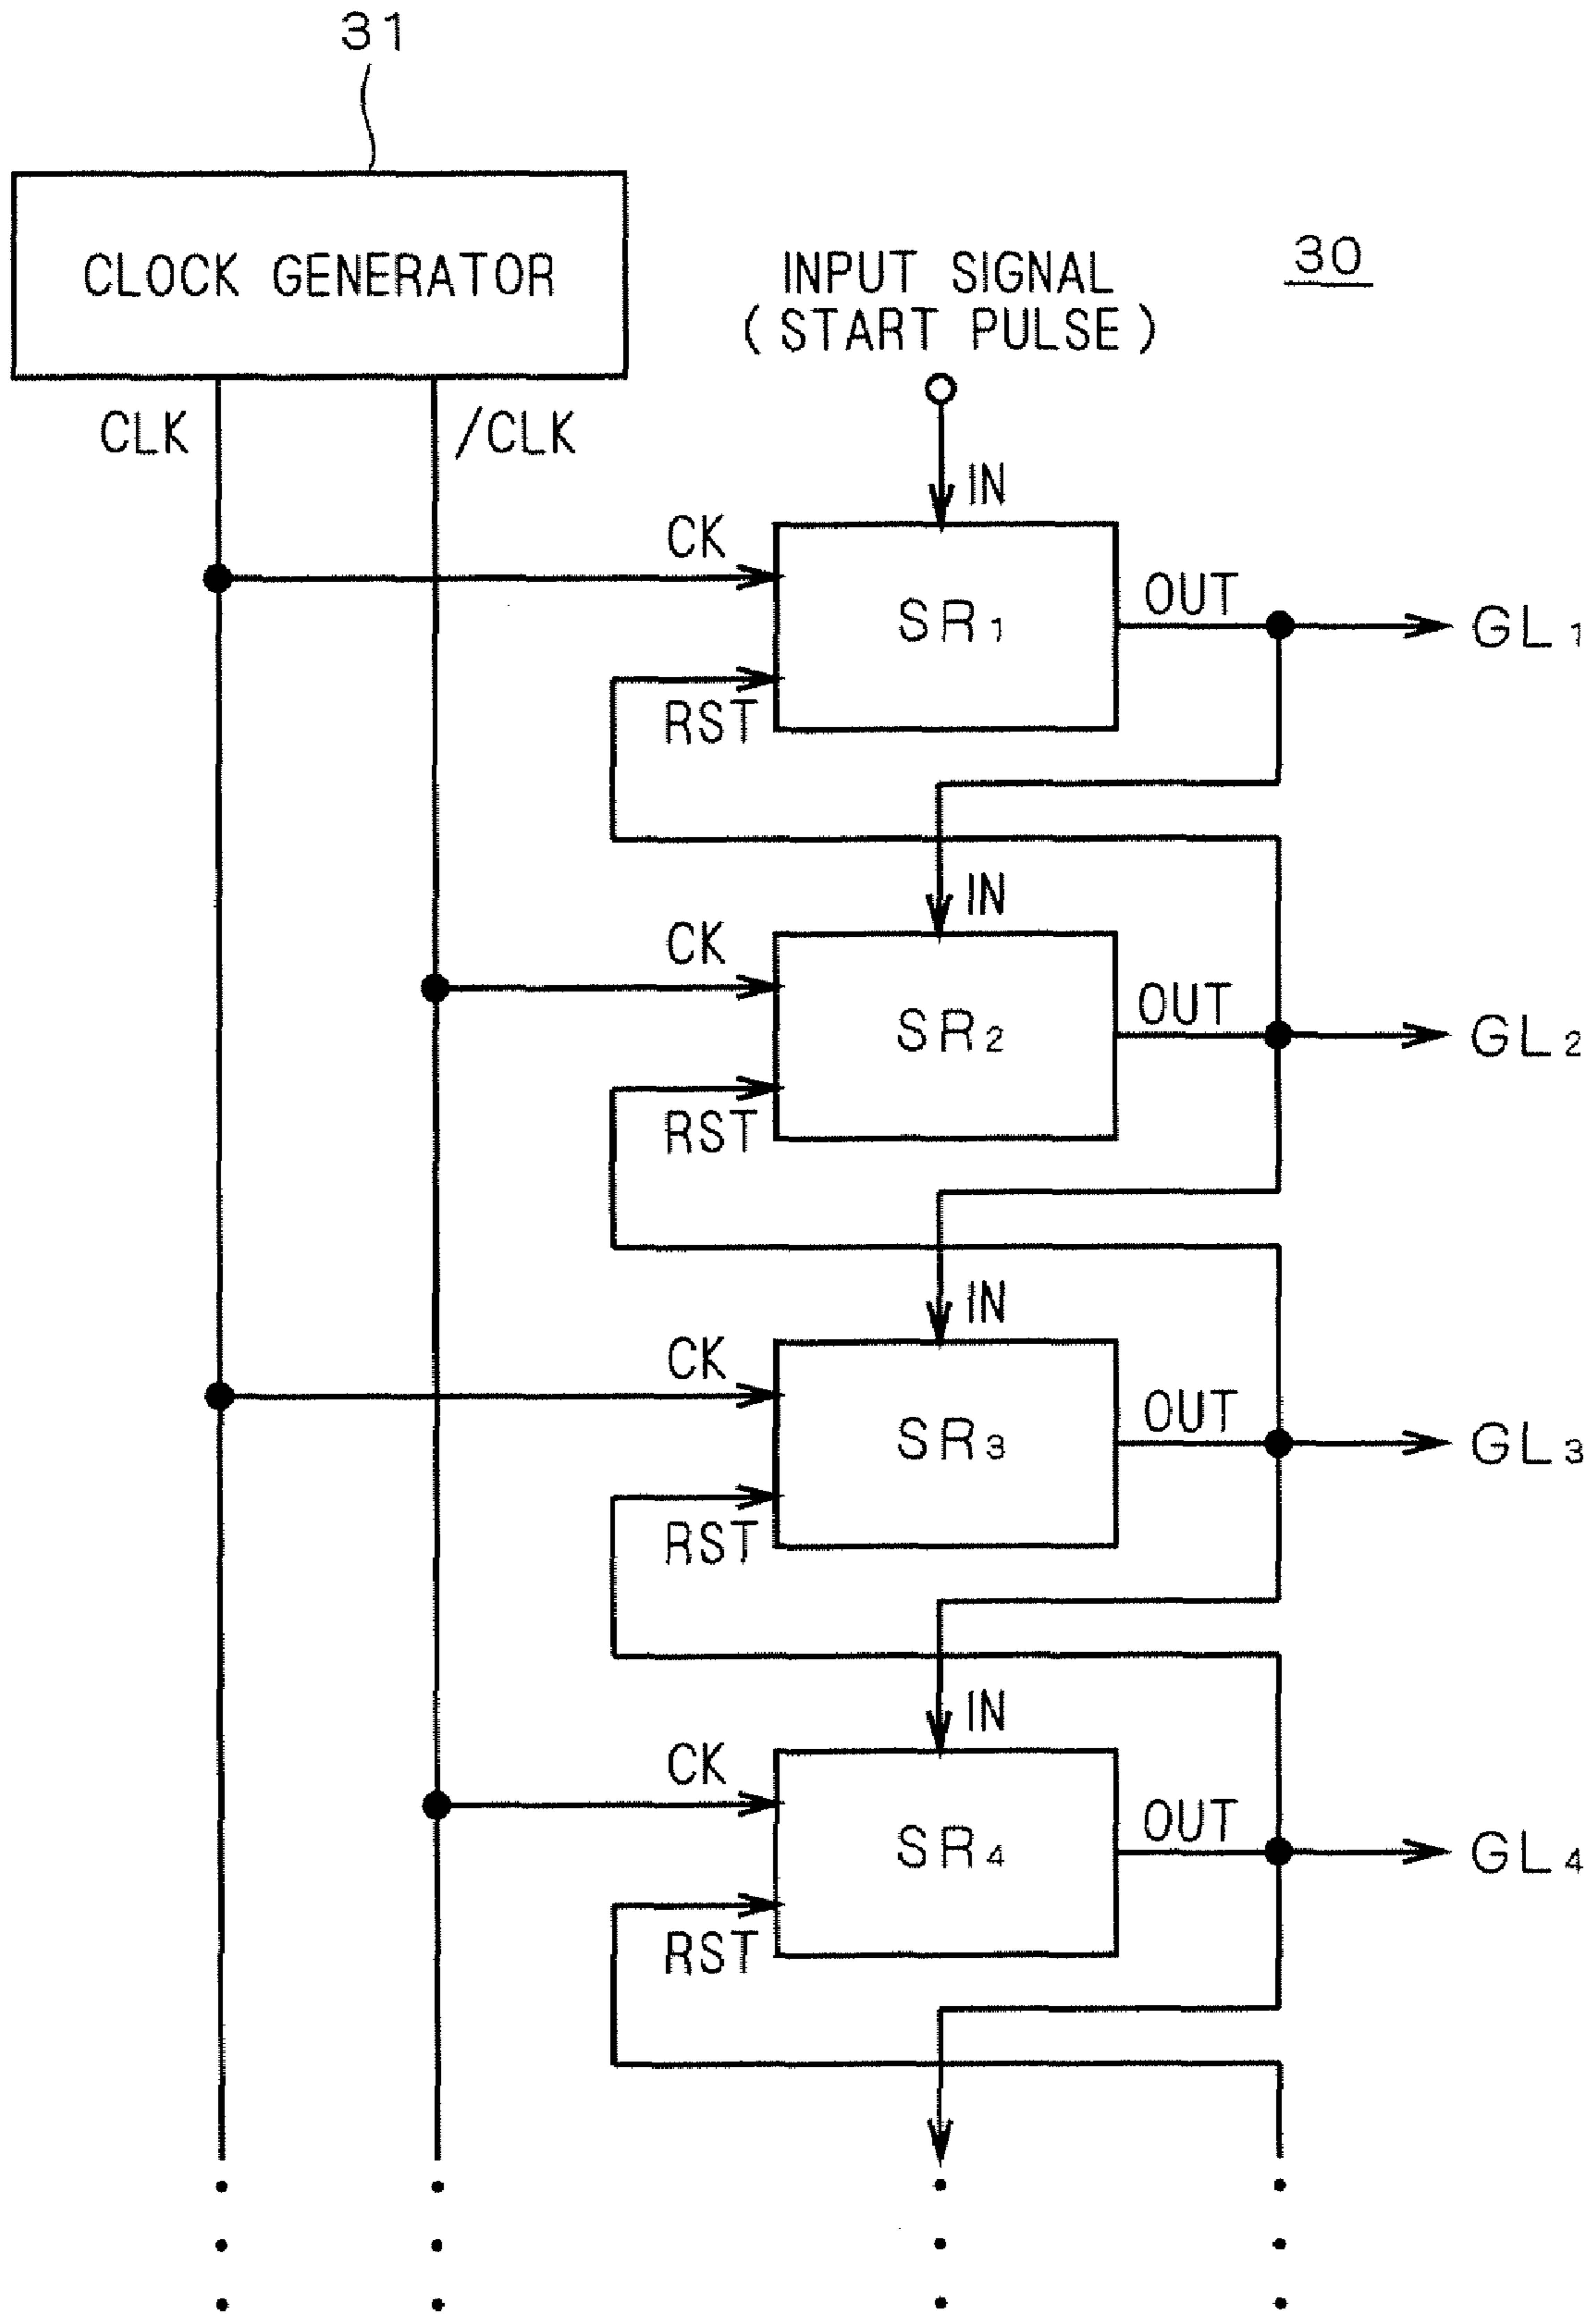 31
CLOCK GENERATOR
30
INPUT SIGNAL
(START PULSE)
CLK
/CLK
IN
CK
SR1
OUT
GL1
RST
IN
CK
SR2
OUT
GL2
RST
IN
CK
SR3
OUT
GL3
RST
IN
CK
SR4
OUT
GL4
RST